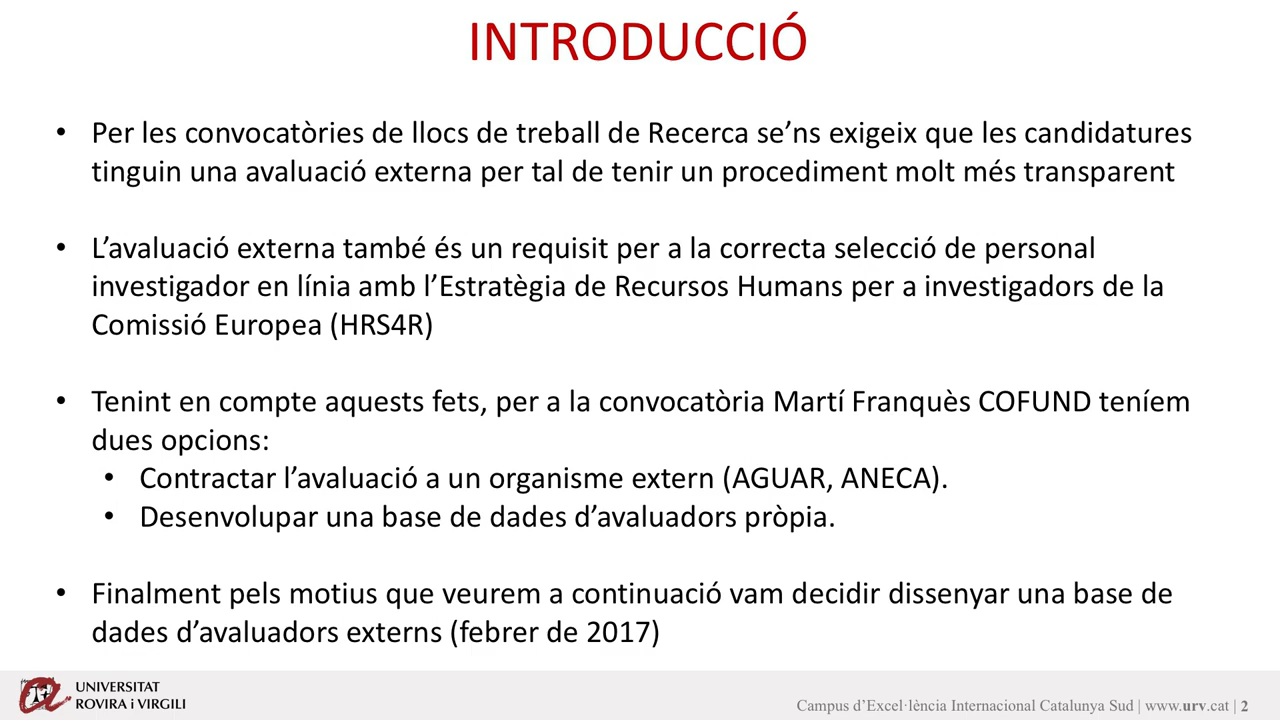 INTRODUCCIÓ
• Per les convocatòries de llocs de treball de Recerca se’ns exigeix que les candidatures
tinguin una avaluació externa per tal de tenir un procediment molt més transparent
• L’avaluació externa també és un requisit per a la correcta selecció de personal
investigador en línia amb l’Estratègia de Recursos Humans per a investigadors de la
Comissió Europea (HRS4R)
• Tenint en compte aquests fets, per a la convocatòria Martí Franquès COFUND teníem
dues opcions:
• Contractar l’avaluació a un organisme extern (AGUAR, ANECA).
• Desenvolupar una base de dades d’avaluadors pròpia.
• Finalment pels motius que veurem a continuació vam decidir dissenyar una base de
dades d’avaluadors externs (febrer de 2017)
UNIVERSITAT
ROVIRA i VIRGILI
Campus d’Excel·lència Internacional Catalunya Sud | www.urv.cat | 2